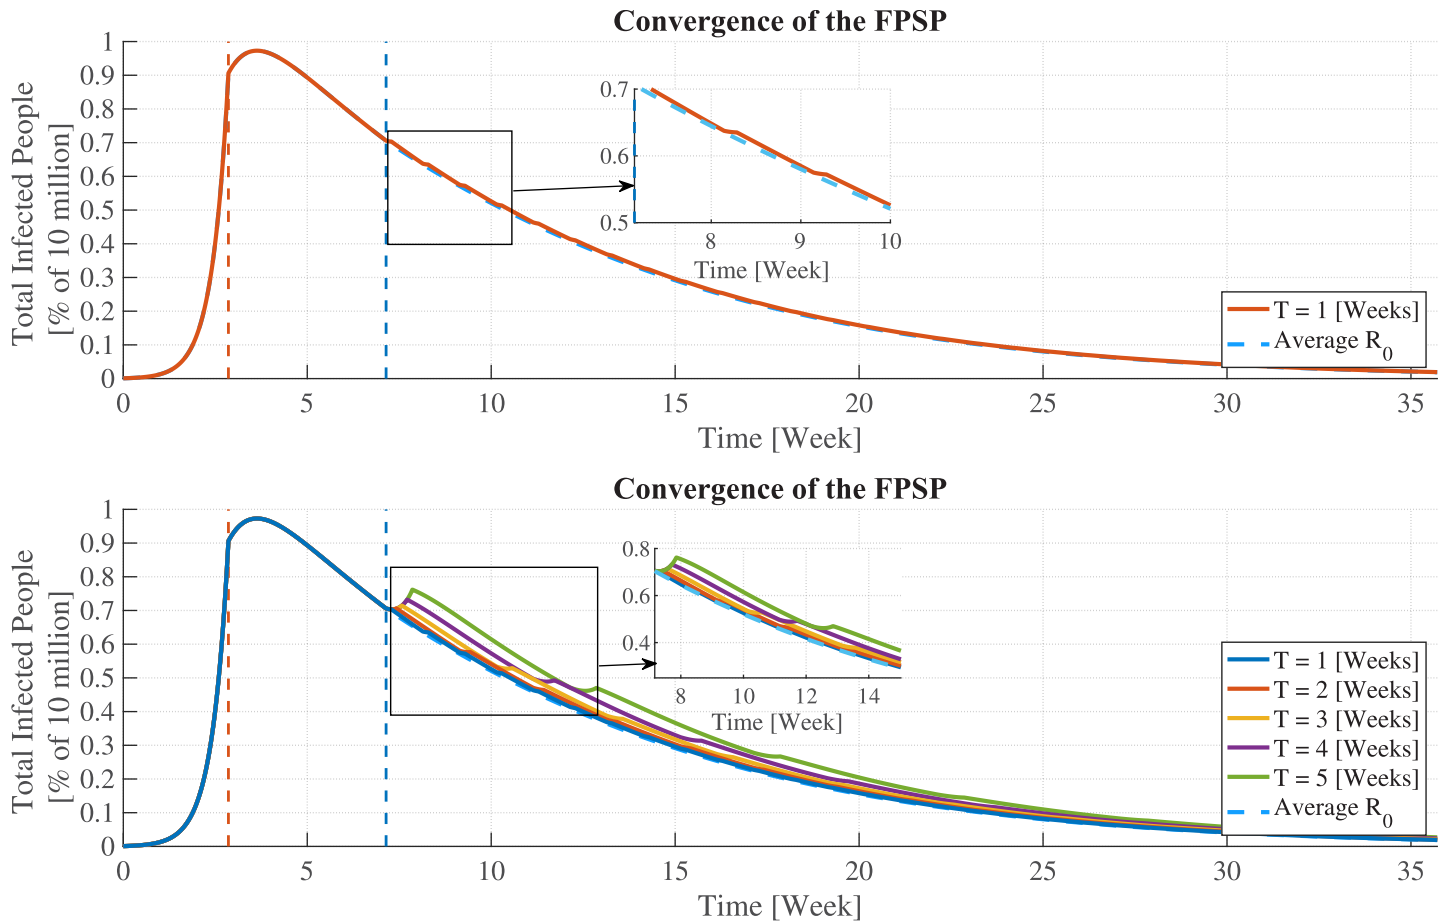 Convergence of the FPSP
Total Infected People
[% of 10 million]
1
0.9
0.8
0.7
0.6
0.5
0.4
0.3
0.2
0.1
0
0 5 10 15 20 25 30 35
Time [Week]
0.7
0.6
0.5
8 9 10
Time [Week]
T = 1 [Weeks]
Average R0
Convergence of the FPSP
Total Infected People
[% of 10 million]
1
0.9
0.8
0.7
0.6
0.5
0.4
0.3
0.2
0.1
0
0 5 10 15 20 25 30 35
Time [Week]
0.8
0.6
0.4
8 10 12 14
Time [Week]
T = 1 [Weeks]
T = 2 [Weeks]
T = 3 [Weeks]
T = 4 [Weeks]
T = 5 [Weeks]
Average R0